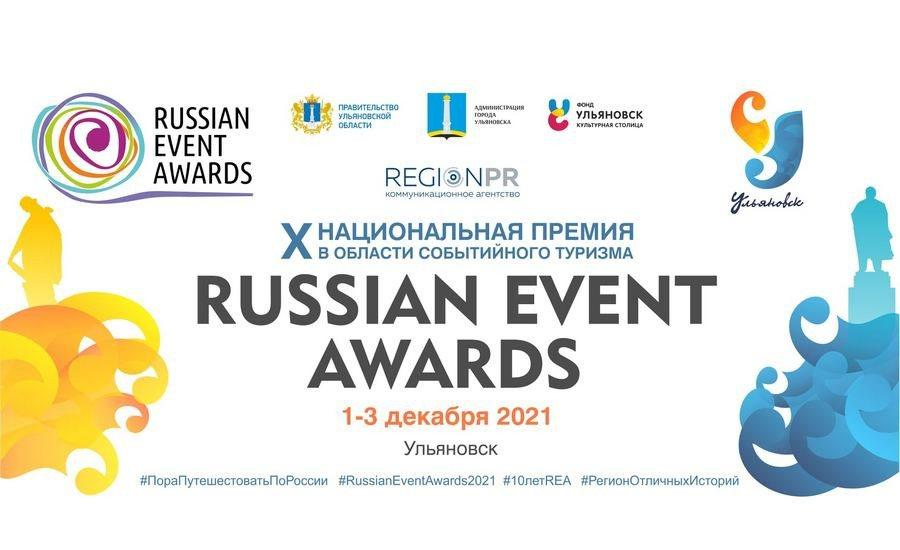 RUSSIAN
EVENT
AWARDS
ПРАВИТЕЛЬСТВО
УЛЬЯНОВСКОЙ
ОБЛАСТИ
АДМИНИСТРАЦИЯ
ГОРОДА
УЛЬЯНОВСКА
ФОНД
УЛЬЯНОВСК
КУЛЬТУРНАЯ СТОЛИЦА
Ульяновск
REGIONPR
коммуникационное агентство
X НАЦИОНАЛЬНАЯ ПРЕМИЯ
В ОБЛАСТИ СОБЫТИЙНОГО ТУРИЗМА
RUSSIAN EVENT
AWARDS
1-3 декабря 2021
Ульяновск
#ПораПутешествоватьПоРоссии #RussianEventAwards2021 #10летREA #РегионОтличныхИсторий